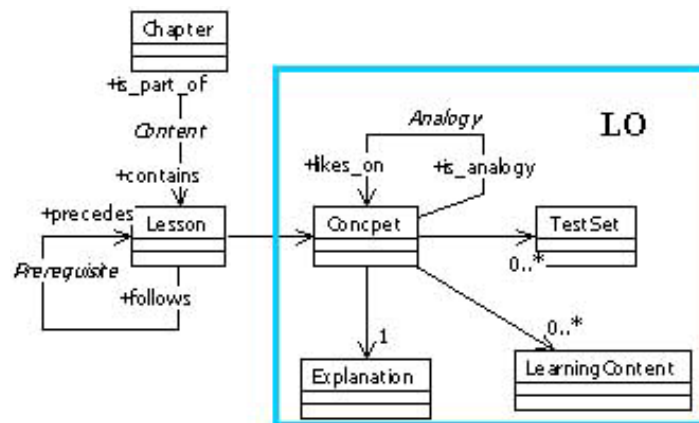 Chapter
+is_part_of
Content
+contains
+precedes
Lesson
Prerequisite
+follows
LO
Analogy
+likes_on
+is_analogy
Concpet
TestSet
0..*
0..*
1
Explanation
LearningContent